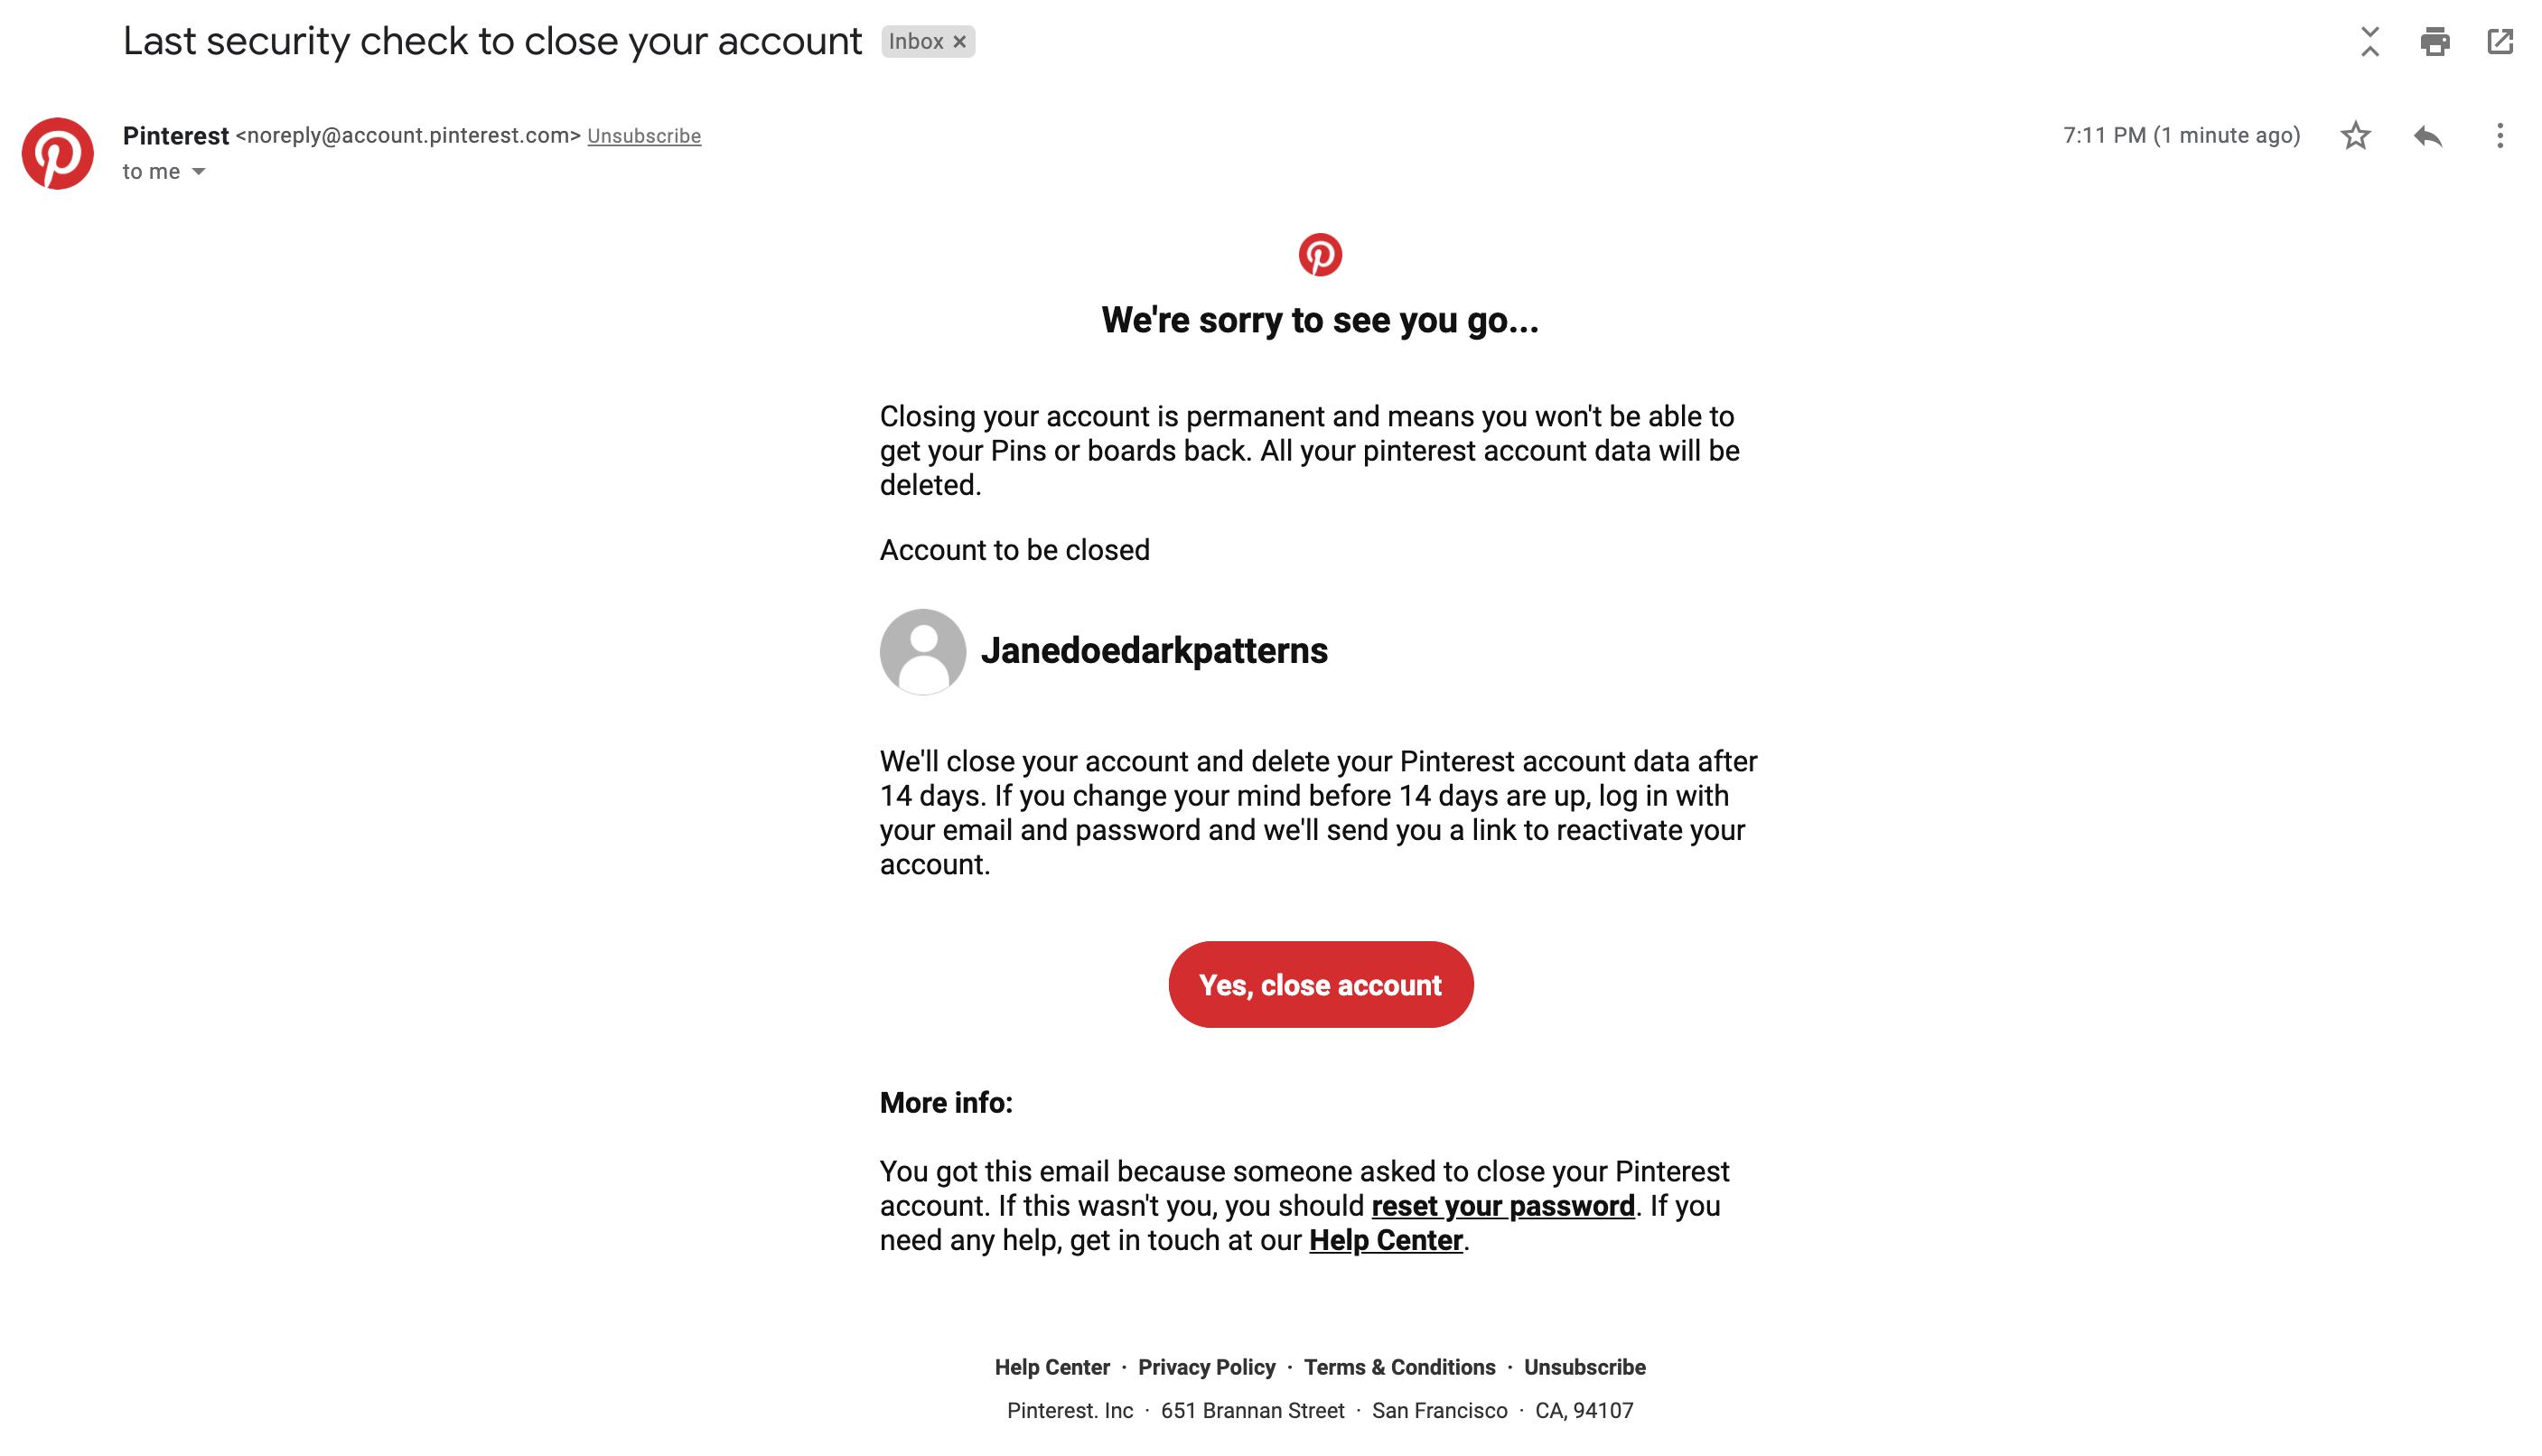 Last security check to close your account Inbox ×
Pinterest <noreply@account.pinterest.com> Unsubscribe 7:11 PM (1 minute ago)
to me
We're sorry to see you go...
Closing your account is permanent and means you won't be able to
get your Pins or boards back. All your pinterest account data will be
deleted.
Account to be closed
Janedoedarkpatterns
We'll close your account and delete your Pinterest account data after
14 days. If you change your mind before 14 days are up, log in with
your email and password and we'll send you a link to reactivate your
account.
Yes, close account
More info:
You got this email because someone asked to close your Pinterest
account. If this wasn't you, you should reset your password. If you
need any help, get in touch at our Help Center.
Help Center · Privacy Policy · Terms & Conditions · Unsubscribe
Pinterest. Inc · 651 Brannan Street · San Francisco · CA, 94107